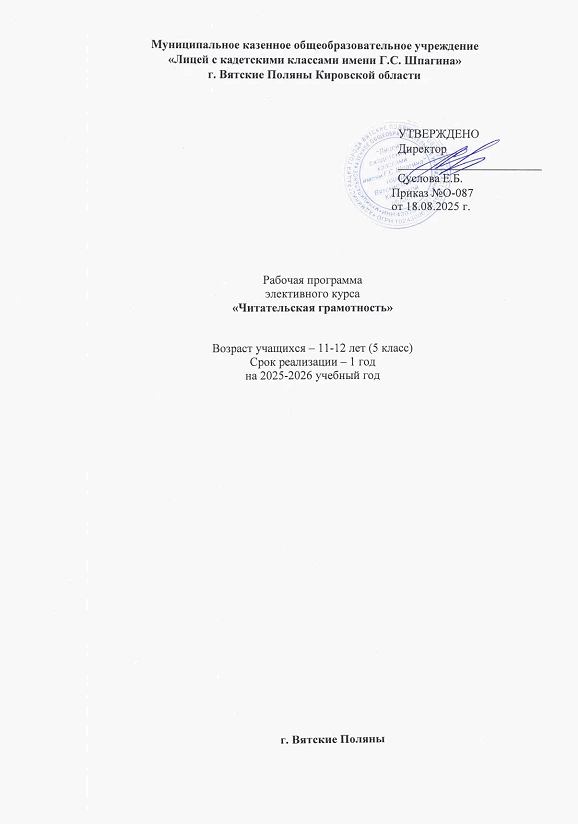 Муниципальное казенное общеобразовательное учреждение
«Лицей с кадетскими классами имени Г.С. Шпагина»
г. Вятские Поляны Кировской области
УТВЕРЖДЕНО
Директор
Суслова Е.Б.
Приказ №О-087
от 18.08.2025 г.
Рабочая программа
элективного курса
«Читательская грамотность»
Возраст учащихся – 11-12 лет (5 класс)
Срок реализации – 1 год
на 2025-2026 учебный год
г. Вятские Поляны